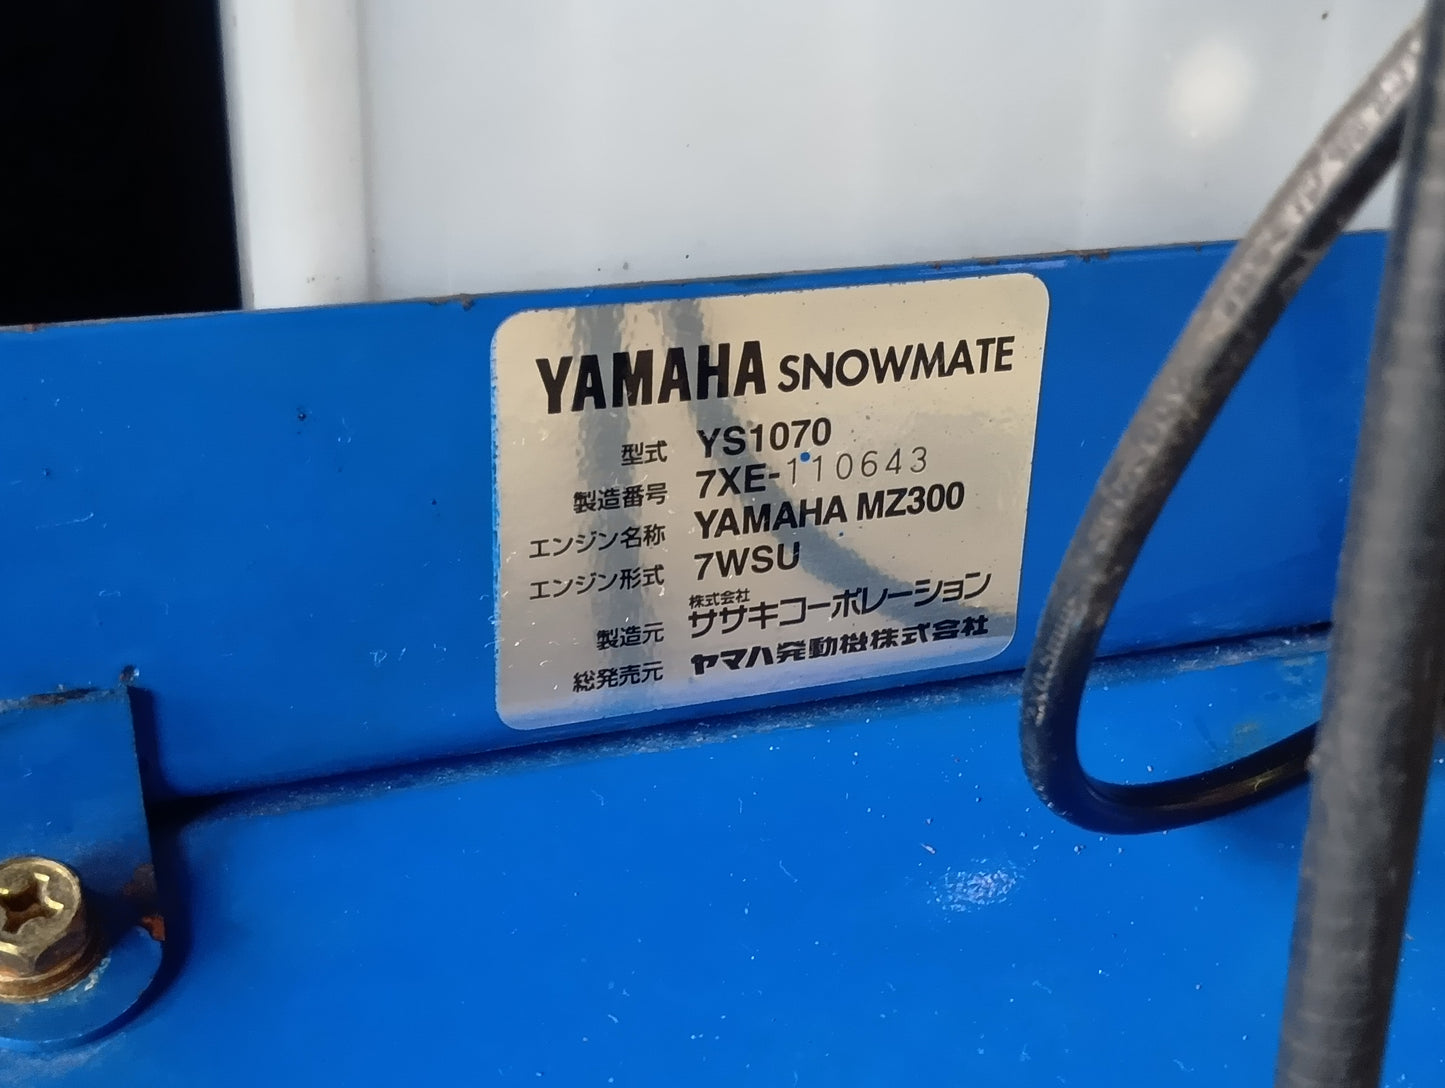 YAMAHA SNOWMATE
型式 YS1070
製造番号 7XE-110643
エンジン名称 YAMAHA MZ300
エンジン形式 7WSU
株式会社
製造元 ササキコーポレーション
総発売元 ヤマハ発動機株式会社